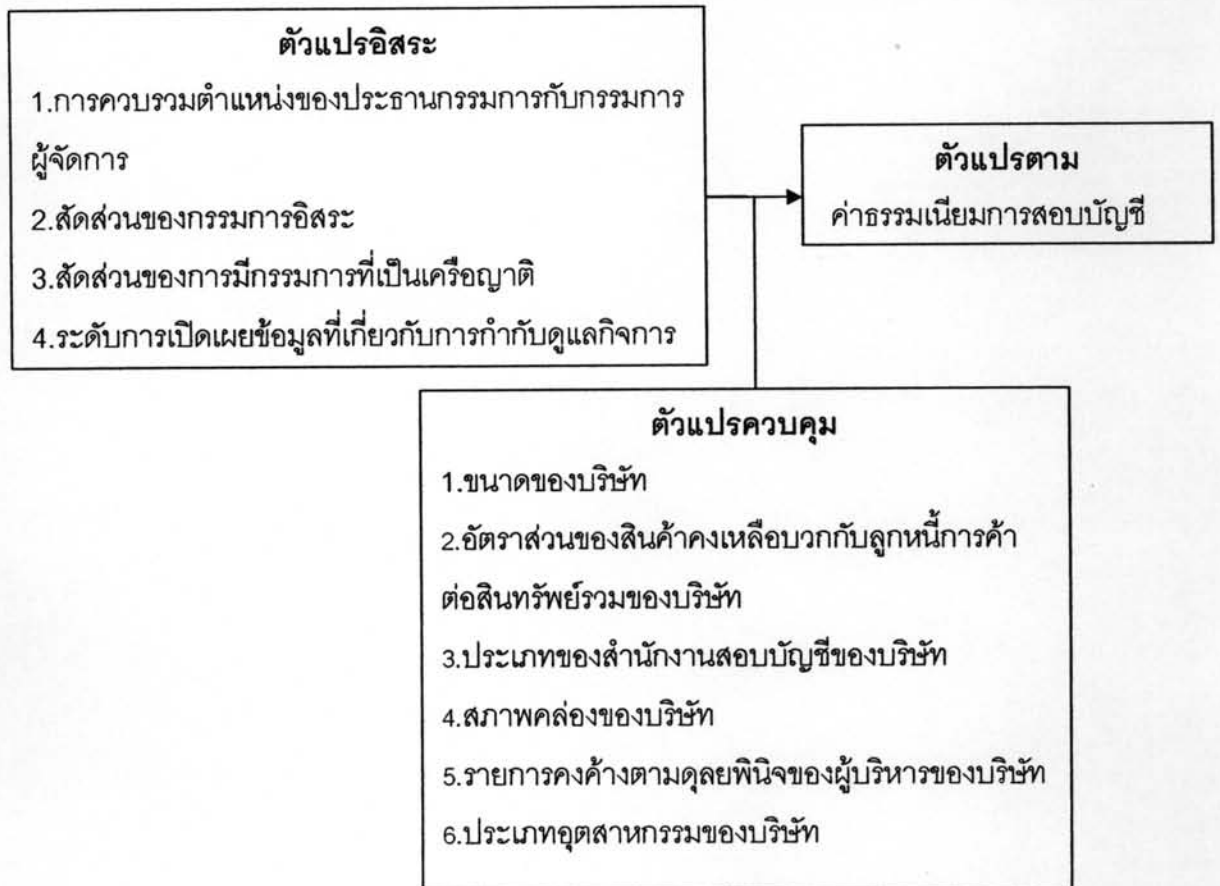 ตัวแปรอิสระ
1.การควบรวมตำแหน่งของประธานกรรมการกับกรรมการ
ผู้จัดการ
2.สัดส่วนของกรรมการอิสระ
3.สัดส่วนของการมีกรรมการที่เป็นเครือญาติ
4.ระดับการเปิดเผยข้อมูลที่เกี่ยวกับการกำกับดูแลกิจการ
ตัวแปรตาม
ค่าธรรมเนียมการสอบบัญชี
ตัวแปรควบคุม
1.ขนาดของบริษัท
2.อัตราส่วนของสินค้าคงเหลือบวกกับลูกหนี้การค้า
ต่อสินทรัพย์รวมของบริษัท
3.ประเภทของสำนักงานสอบบัญชีของบริษัท
4.สภาพคล่องของบริษัท
5.รายการคงค้างตามดุลยพินิจของผู้บริหารของบริษัท
6.ประเภทอุตสาหกรรมของบริษัท